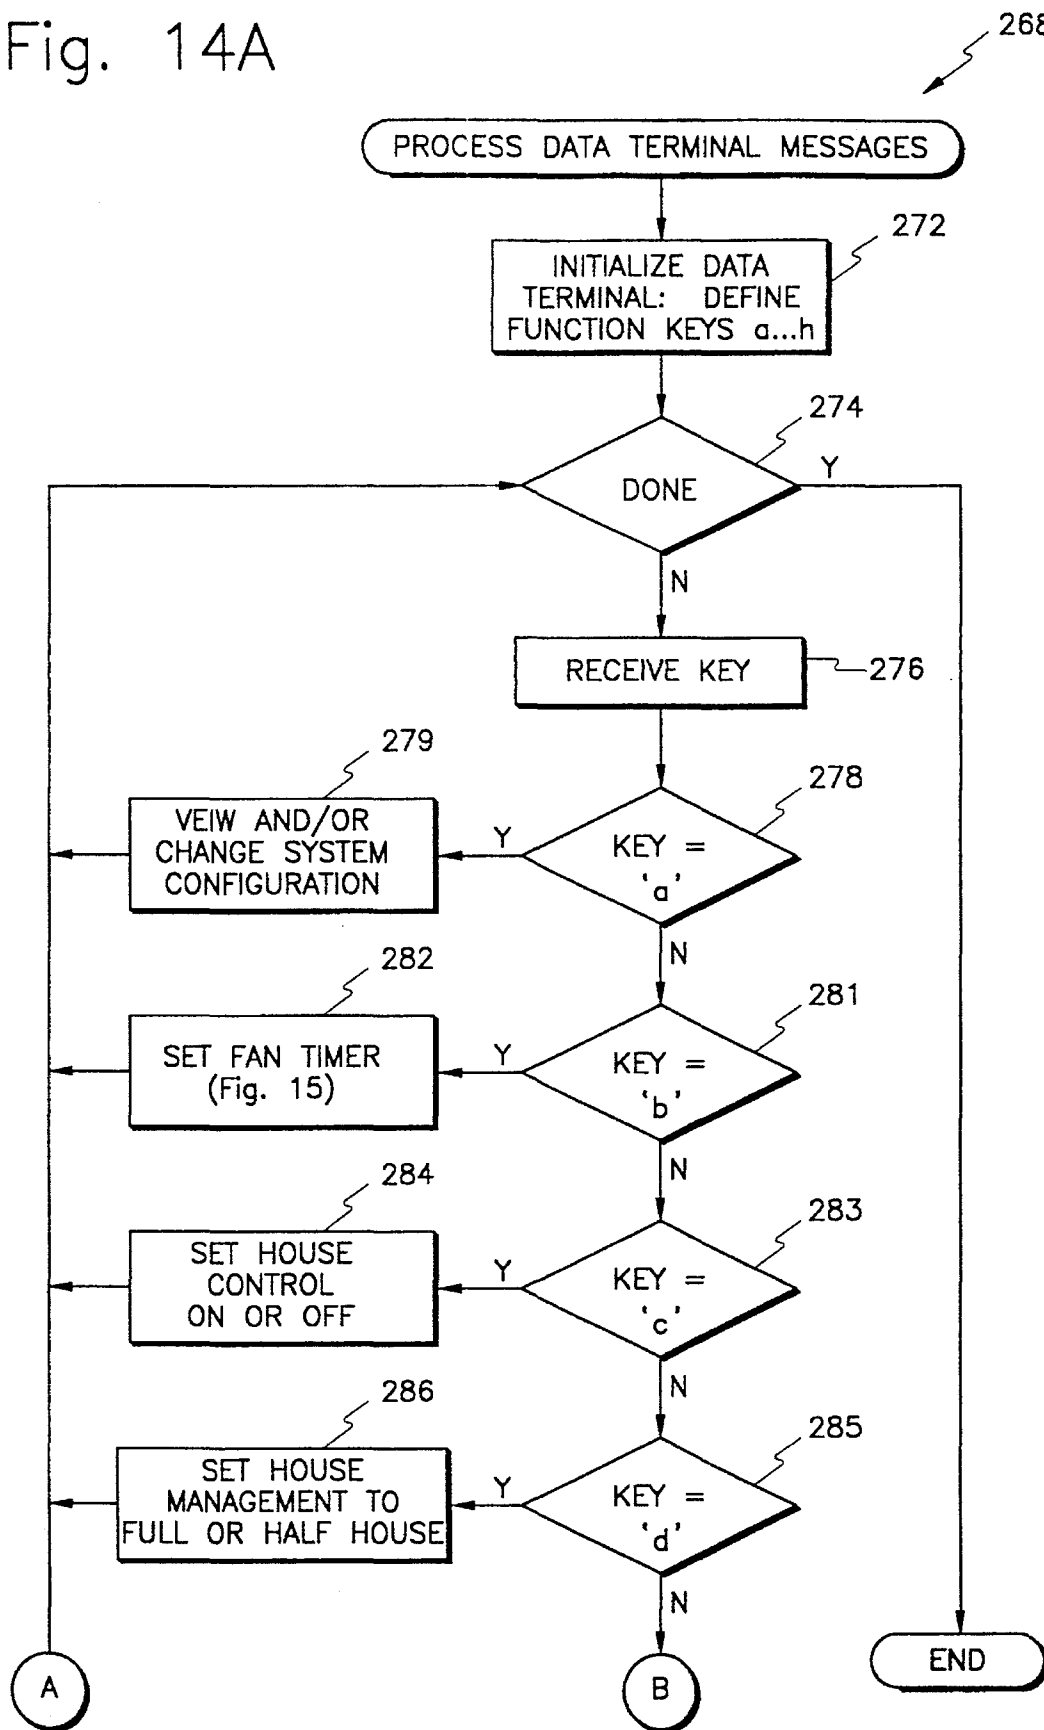 Fig. 14A
268
PROCESS DATA TERMINAL MESSAGES
272
INITIALIZE DATA
TERMINAL: DEFINE
FUNCTION KEYS a...h
274
DONE
Y
N
RECEIVE KEY
276
279
278
VEIW AND/OR
CHANGE SYSTEM
CONFIGURATION
Y
KEY =
'a'
N
282
281
SET FAN TIMER
(Fig. 15)
Y
KEY =
'b'
N
284
283
SET HOUSE
CONTROL
ON OR OFF
Y
KEY =
'c'
N
286
285
SET HOUSE
MANAGEMENT TO
FULL OR HALF HOUSE
Y
KEY =
'd'
N
A
B
END